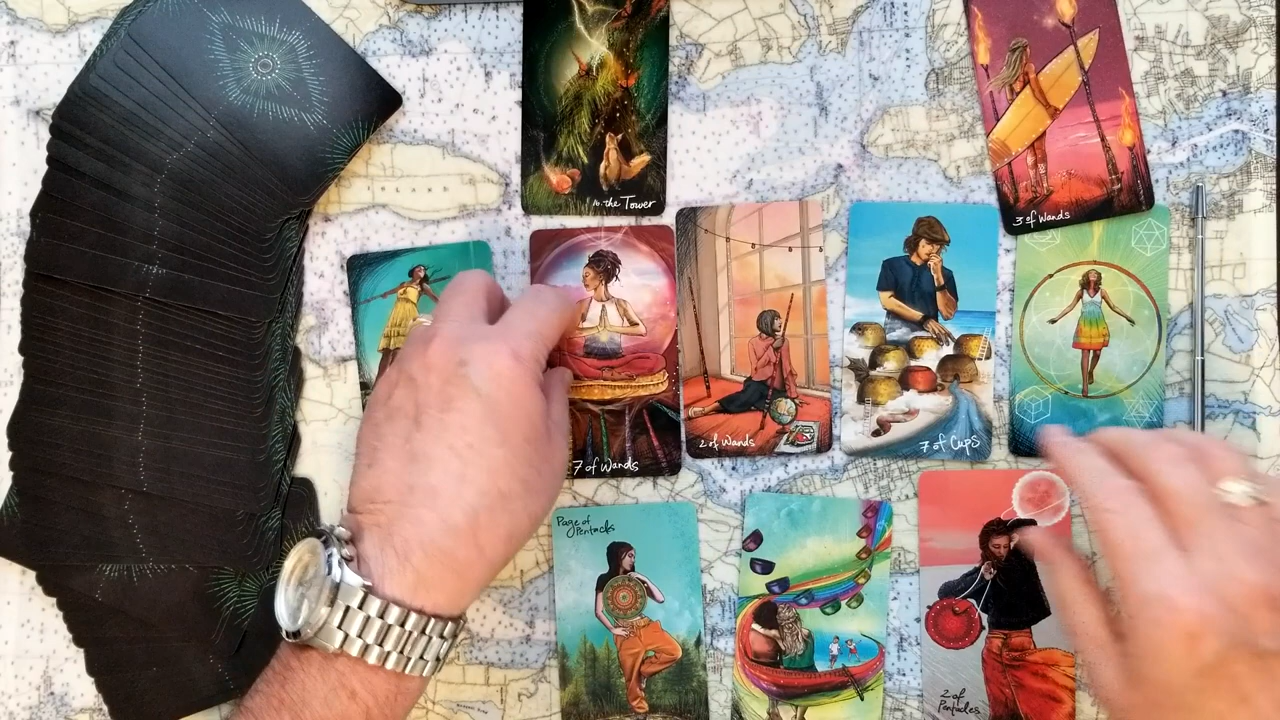 16. the Tower
3 of Wands
7 of Wands
2 of Wands
7 of Cups
Page of
Pentacls
2 of
Pentacles